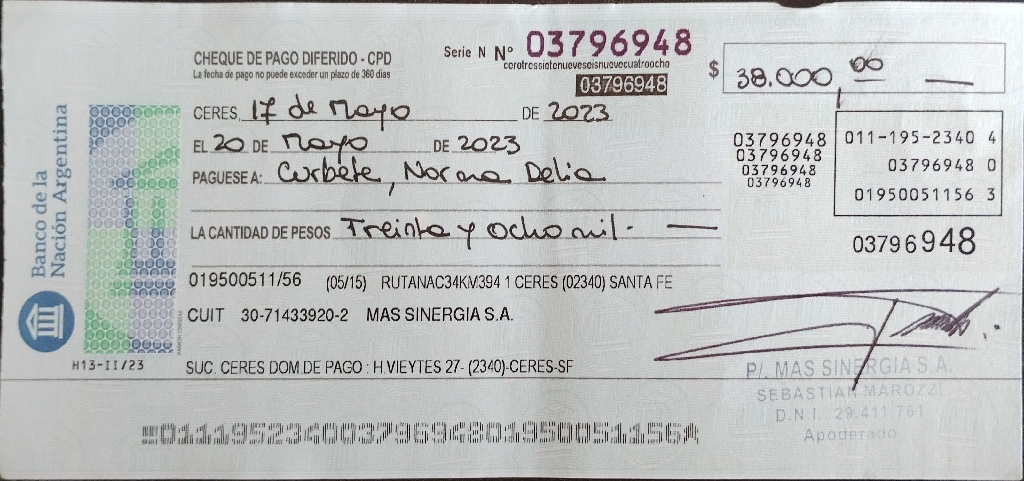 Banco de la
Nación Argentina
H13-II/23
CHEQUE DE PAGO DIFERIDO - CPD
La fecha de pago no puede exceder un plazo de 360 días
Serie N Nº 03796948
cerotressietenueveseisnuevecuatroocho
03796948
$ 38.000,00 —
CERES, 17 de Mayo DE 2023
EL 20 DE Mayo DE 2023
PAGUESE A: Curbete, Norma Delia
LA CANTIDAD DE PESOS Treinta y ocho mil. —
03796948
03796948
03796948
03796948
011-195-2340 4
03796948 0
01950051156 3
03796948
019500511/56 (05/15) RUTANAC34KM394 1 CERES (02340) SANTA FE
CUIT 30-71433920-2 MAS SINERGIA S.A.
SUC. CERES DOM.DE PAGO : H.VIEYTES 27- (2340)-CERES-SF
P/. MAS SINERGIA S.A.
SEBASTIAN MAROZZI
D.N.I.: 29.411.761
Apoderado